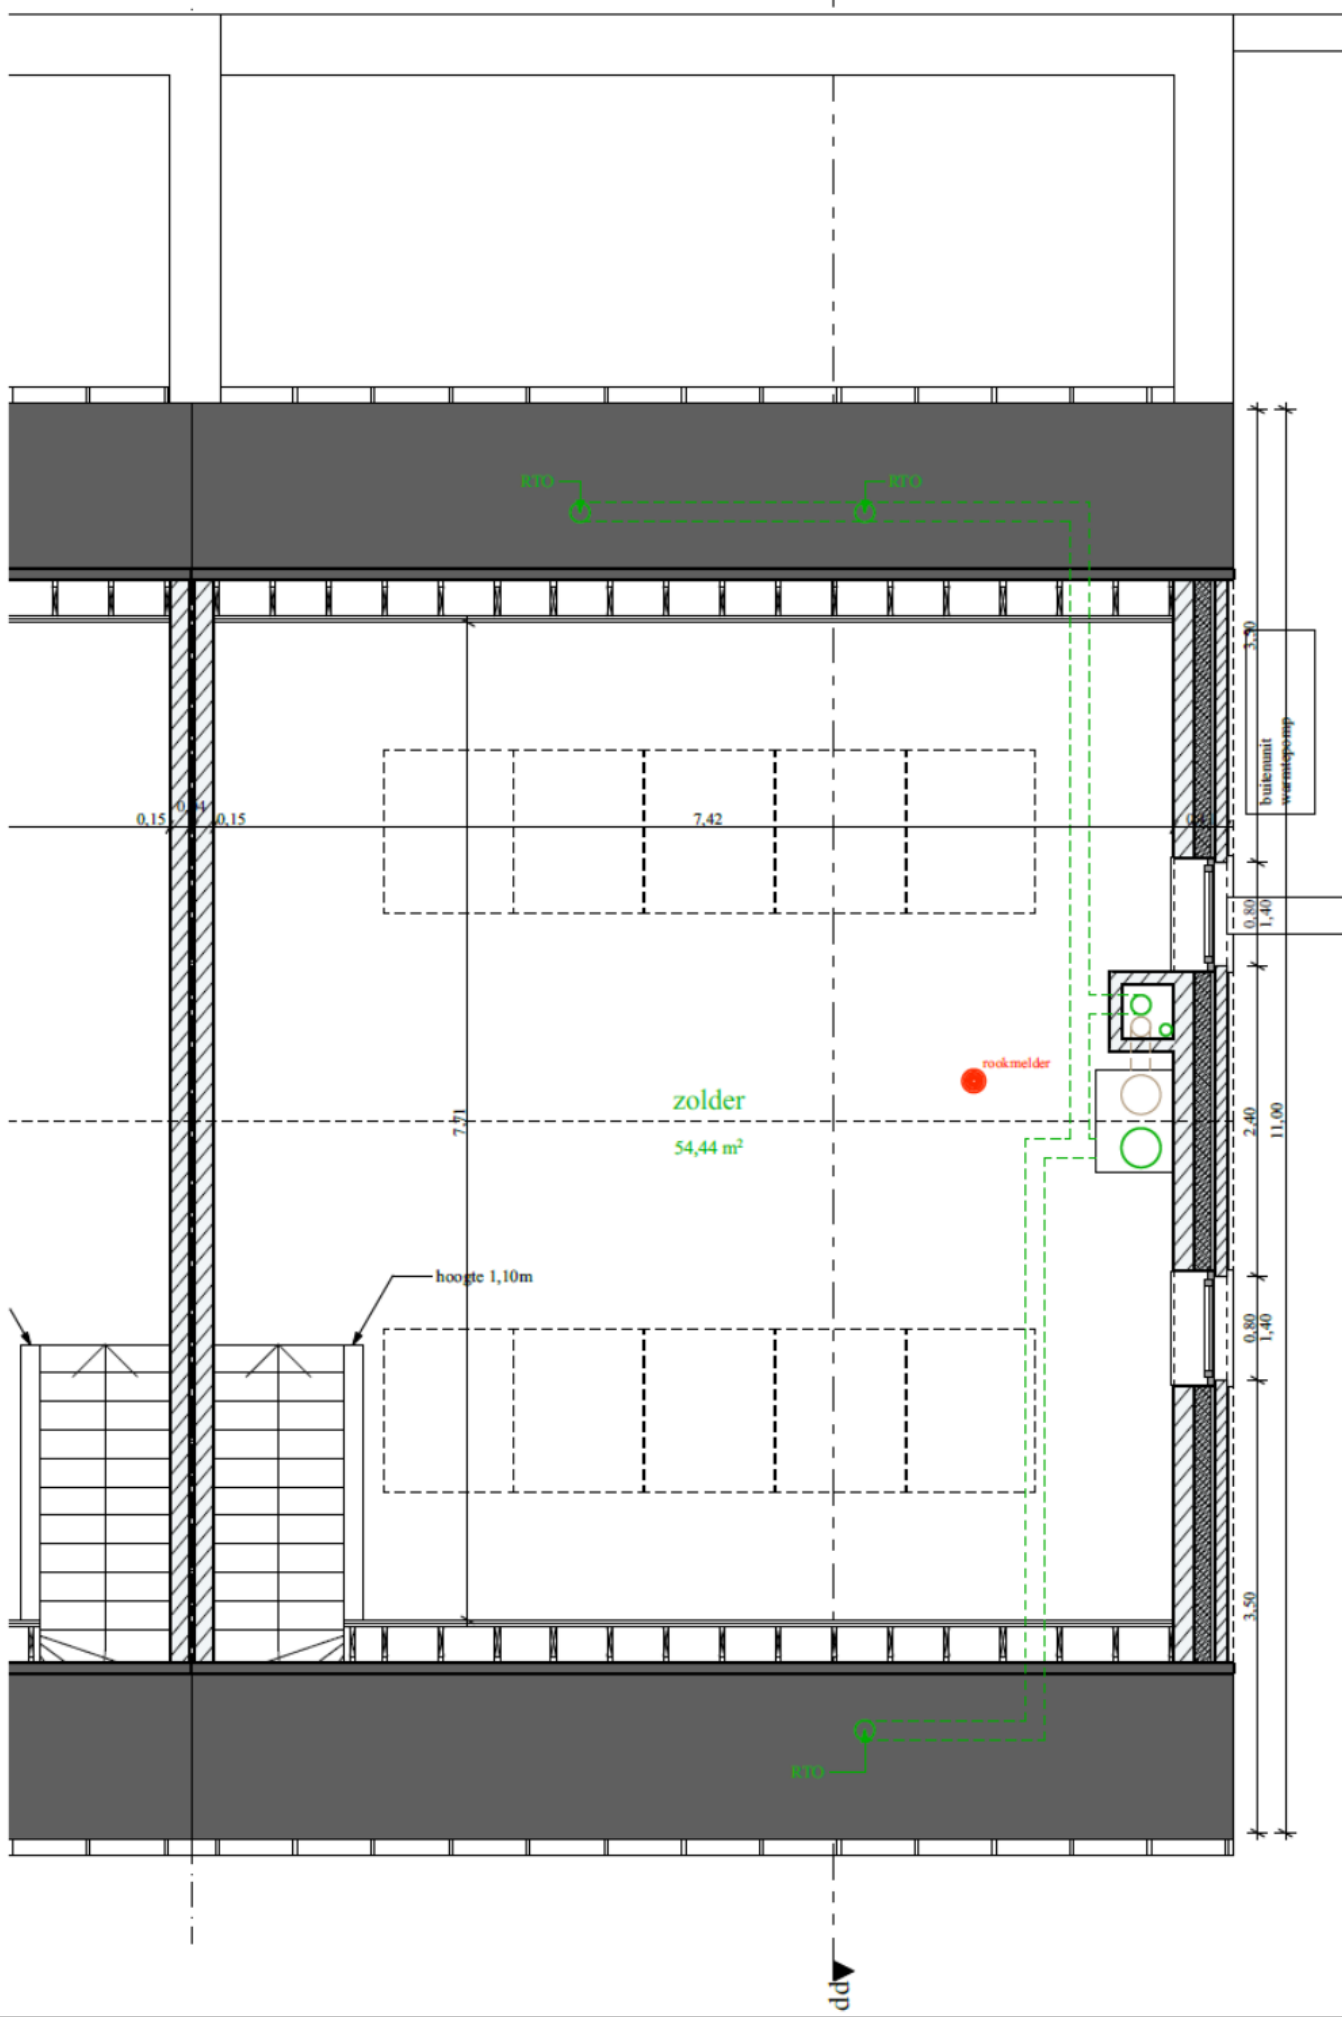 RTO
RTO
3,50
buitenunit
warmtepomp
0,15
0,04
0,15
7,42
0,80
1,40
rookmelder
zolder
54,44 m²
7,71
2,40
11,00
hoogte 1,10m
0,80
1,40
3,50
RTO
dd